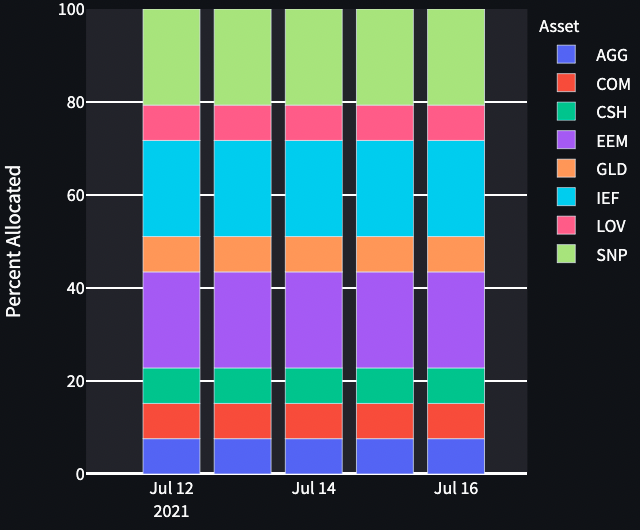 100
80
60
40
20
0
Percent Allocated
Jul 12
2021
Jul 14
Jul 16
Asset
AGG
COM
CSH
EEM
GLD
IEF
LOV
SNP